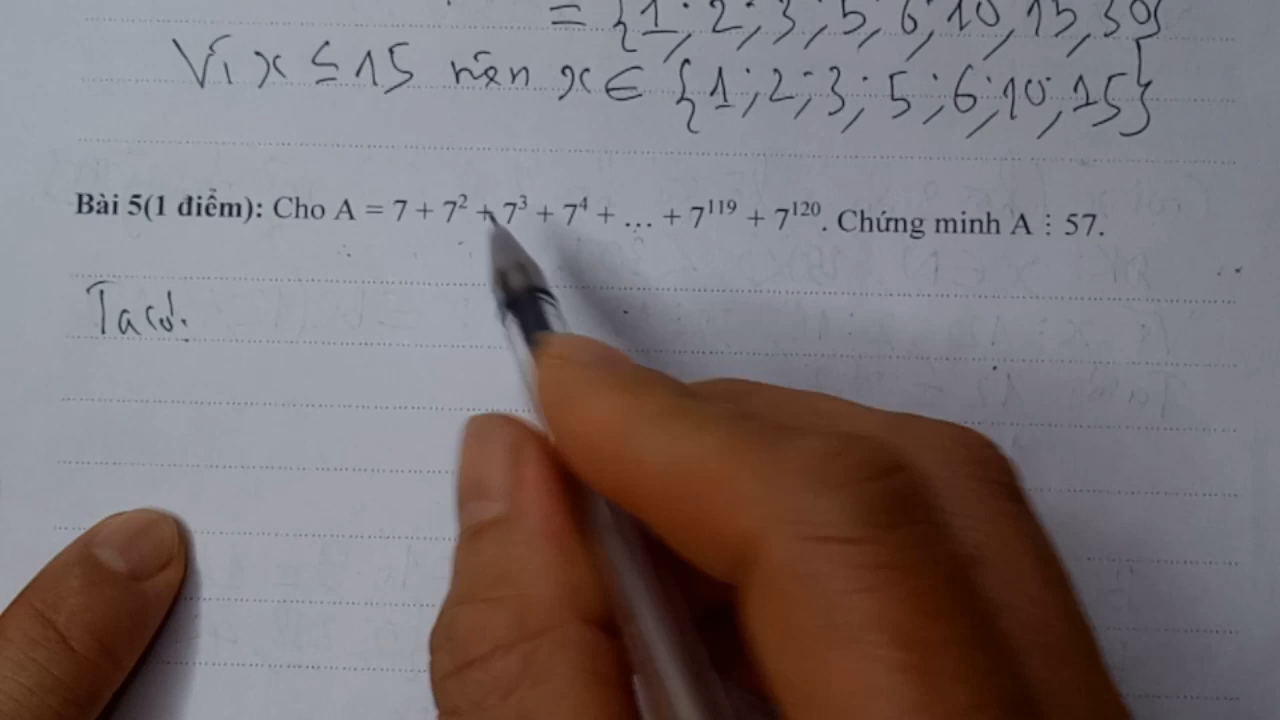 = {1; 2; 3; 5; 6; 10; 15; 30}
Vì x ≤ 15 nên x ∈ {1; 2; 3; 5; 6; 10; 15}
Bài 5(1 điểm): Cho A = 7 + 7² + 7³ + 7⁴ + ... + 7¹¹⁹ + 7¹²⁰. Chứng minh A ⋮ 57.
Ta có: